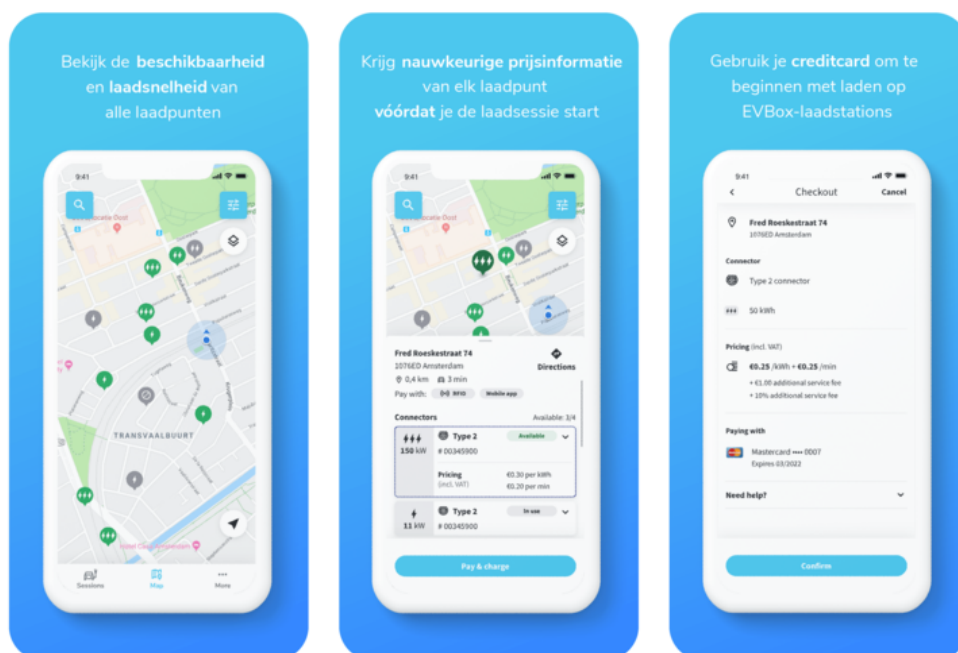 Bekijk de beschikbaarheid
en laadsnelheid van
alle laadpunten
9:41
TRANSVAALBUURT
Sessions
Map
More
Krijg nauwkeurige prijsinformatie
van elk laadpunt
vóórdat je de laadsessie start
9:41
Fred Roeskestraat 74
1076ED Amsterdam
0,4 km 3 min
Directions
Pay with: RFID Mobile app
Connectors Available: 3/4
150 kW
Type 2 Available
# 00345900
Pricing €0.30 per kWh
(incl. VAT) €0.20 per min
11 kW
Type 2 In use
# 00345900
Pay & charge
Gebruik je creditcard om te
beginnen met laden op
EVBox-laadstations
9:41
Checkout Cancel
Fred Roeskestraat 74
1076ED Amsterdam
Connector
Type 2 connector
50 kWh
Pricing (incl. VAT)
€0.25 /kWh + €0.25 /min
+ €1.00 additional service fee
+ 10% additional service fee
Paying with
Mastercard •••• 0007
Expires 03/2022
Need help?
Confirm